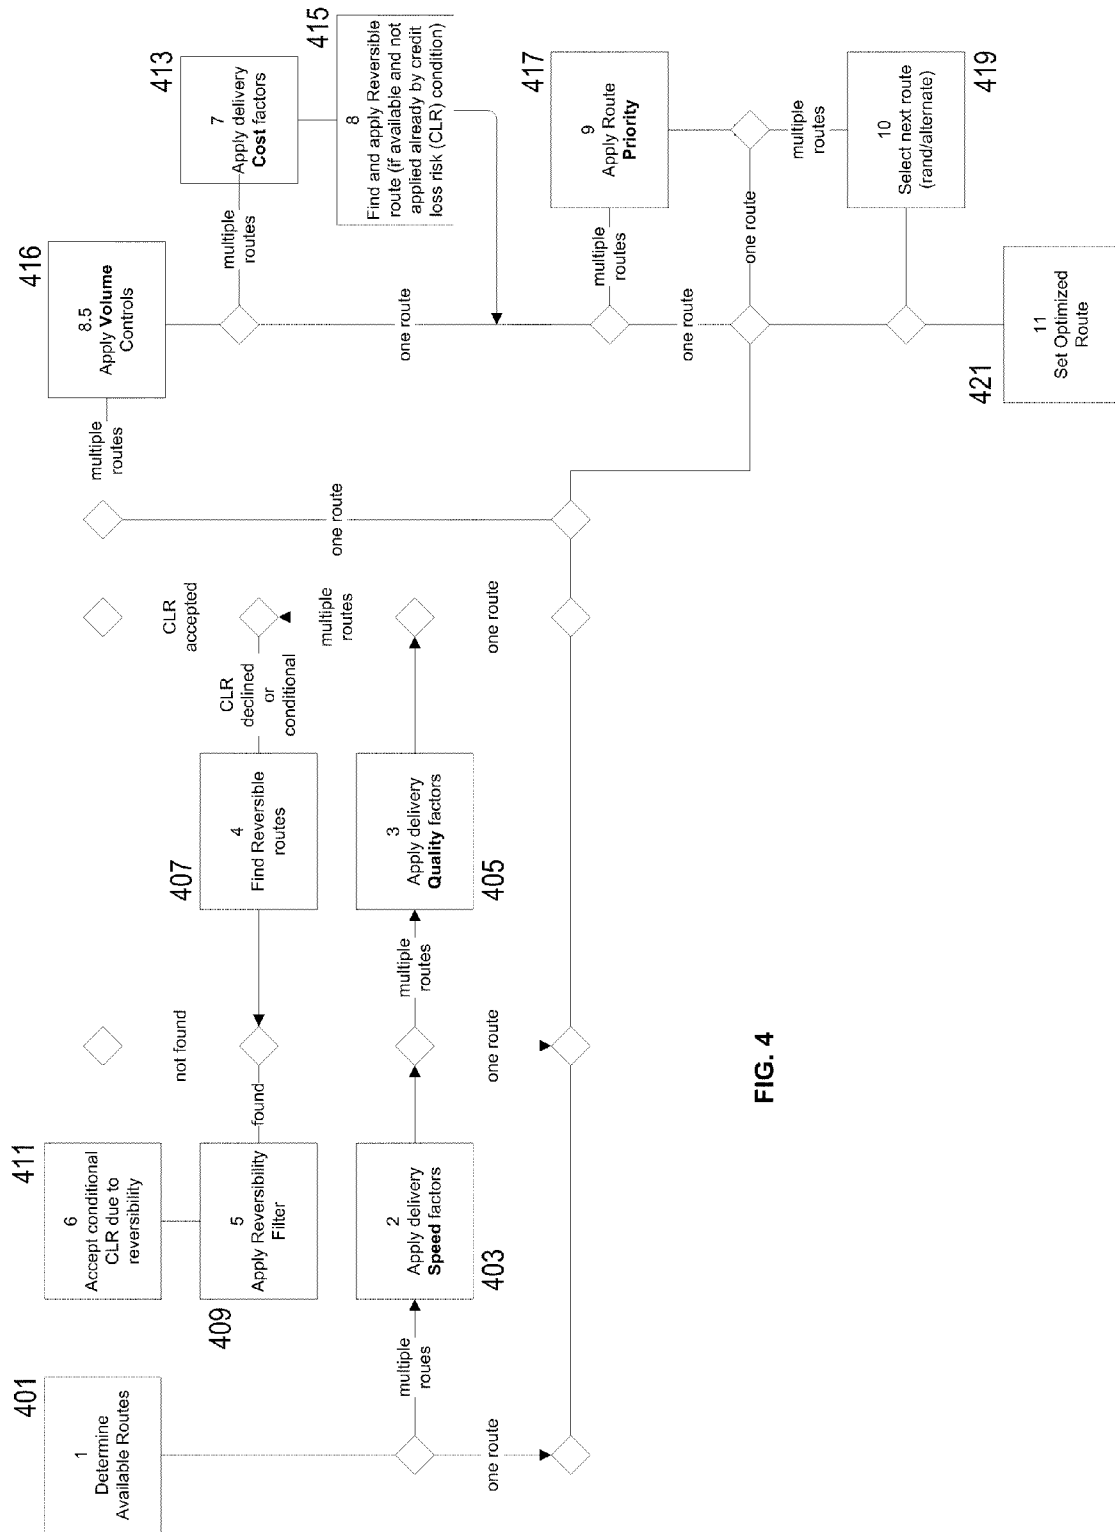 401
1
Determine
Available Routes
one route
multiple
roues
411
6
Accept conditional
CLR due to
reversibility
409
5
Apply Reversibility
Filter
2
Apply delivery
Speed factors
403
found
not found
one route
multiple
routes
407
4
Find Reversible
routes
3
Apply delivery
Quality factors
405
CLR
declined
or
conditional
CLR
accepted
multiple
routes
one route
one route
multiple
routes
416
8.5
Apply Volume
Controls
multiple
routes
413
7
Apply delivery
Cost factors
415
8
Find and apply Reversible
route (if available and not
applied already by credit
loss risk (CLR) condition)
one route
417
9
Apply Route
Priority
multiple
routes
one route
one route
multiple
routes
419
10
Select next route
(rand/alternate)
421
11
Set Optimized
Route
FIG. 4